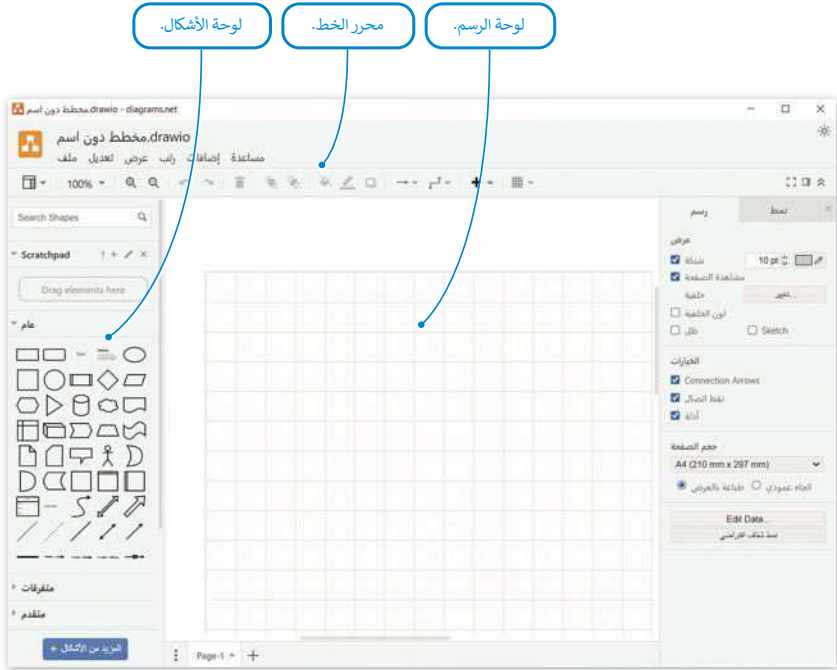 لوحة الأشكال.
محرر الخط.
لوحة الرسم.
مخطط دون اسم.drawio - diagrams.net
مخطط دون اسم.drawio
ملف تعديل عرض رتب إضافات مساعدة
100%
Search Shapes
Scratchpad
Drag elements here
عام
Text
متفرقات
متقدم
المزيد من الأشكال +
Page-1
رسم
نمط
عرض
شبكة
10 pt
مشاهدة الصفحة
خلفية
تغيير...
لون الخلفية
ظل
Sketch
الخيارات
Connection Arrows
نقط اتصال
أدلة
حجم الصفحة
A4 (210 mm x 297 mm)
طباعة بالعرض
اتجاه عمودي
Edit Data...
نمط شفاف افتراضي